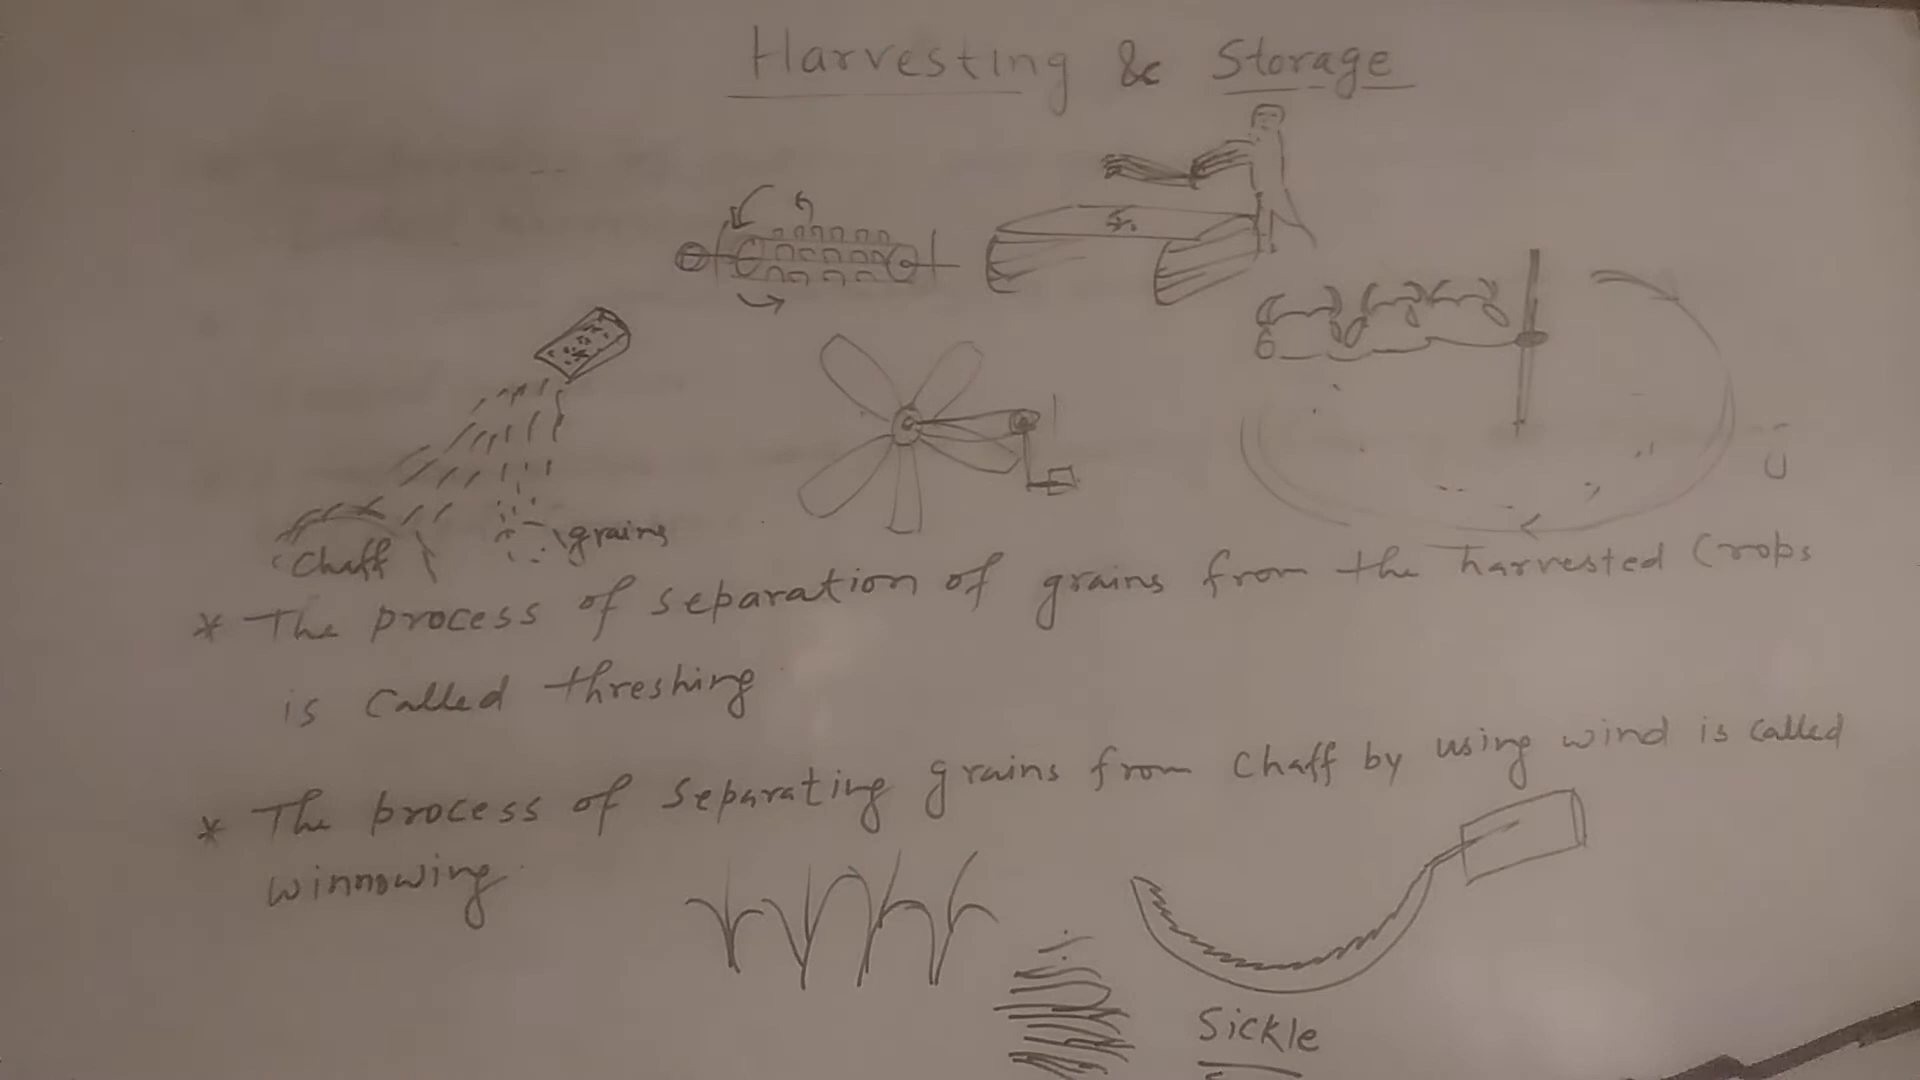 Harvesting & Storage
Chaff
grains
* The process of separation of grains from the harvested Crops
is called threshing
* The process of separating grains from chaff by using wind is called
winnowing
Sickle